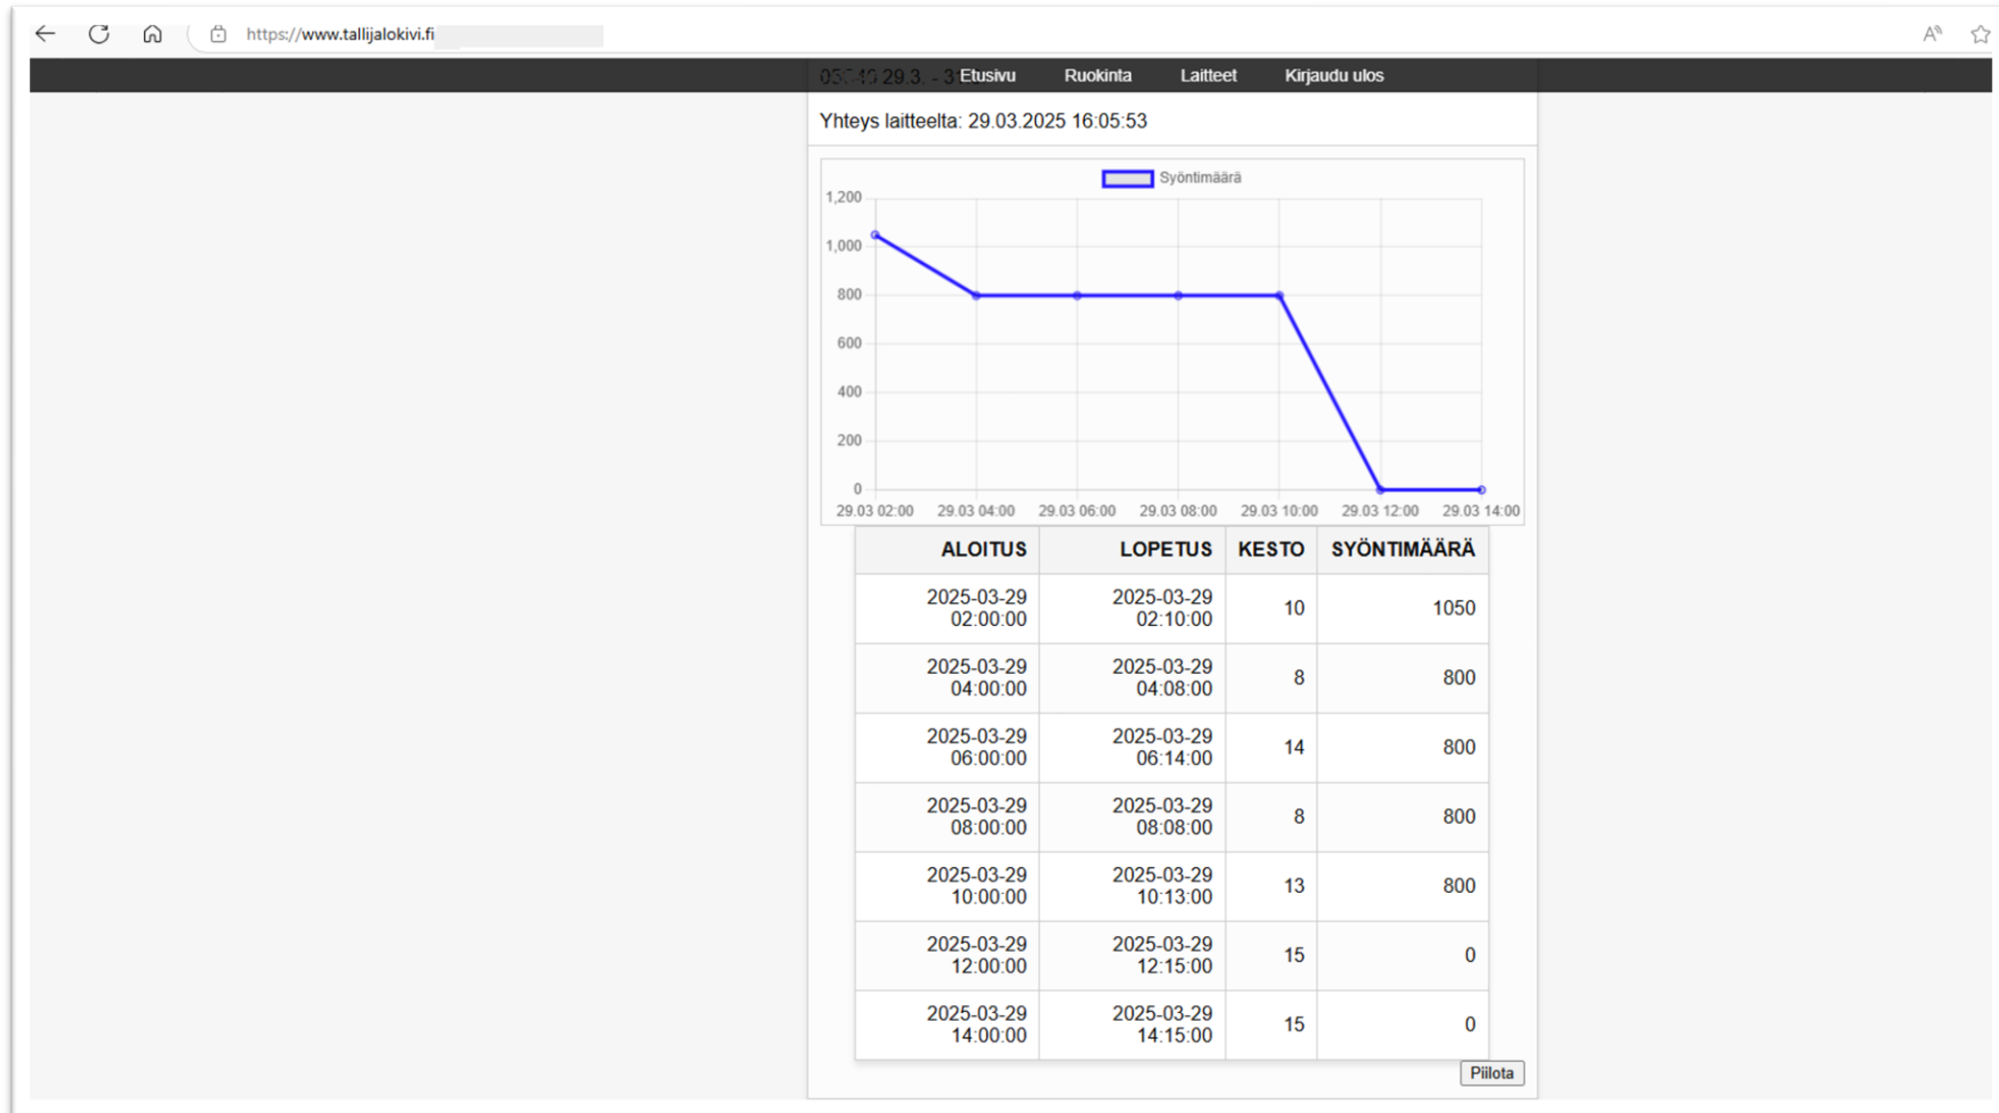 https://www.tallijalokivi.fi
Etusivu Ruokinta Laitteet Kirjaudu ulos
Yhteys laitteelta: 29.03.2025 16:05:53
Syöntimäärä
1,200
1,000
800
600
400
200
0
29.03 02:00 29.03 04:00 29.03 06:00 29.03 08:00 29.03 10:00 29.03 12:00 29.03 14:00
ALOITUS LOPETUS KESTO SYÖNTIMÄÄRÄ
2025-03-29 02:00:00 2025-03-29 02:10:00 10 1050
2025-03-29 04:00:00 2025-03-29 04:08:00 8 800
2025-03-29 06:00:00 2025-03-29 06:14:00 14 800
2025-03-29 08:00:00 2025-03-29 08:08:00 8 800
2025-03-29 10:00:00 2025-03-29 10:13:00 13 800
2025-03-29 12:00:00 2025-03-29 12:15:00 15 0
2025-03-29 14:00:00 2025-03-29 14:15:00 15 0
Piilota